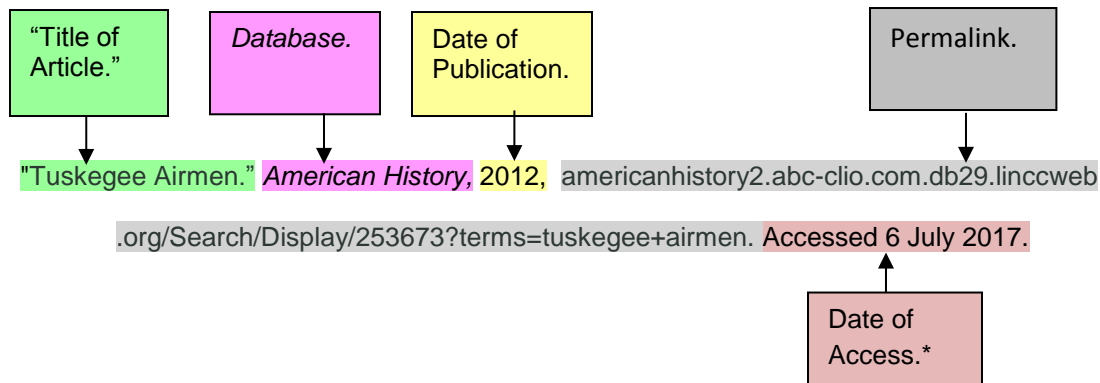 “Title of
Article.”
Database.
Date of
Publication.
Permalink.
"Tuskegee Airmen.” American History, 2012, americanhistory2.abc-clio.com.db29.linccweb
.org/Search/Display/253673?terms=tuskegee+airmen. Accessed 6 July 2017.
Date of
Access.*